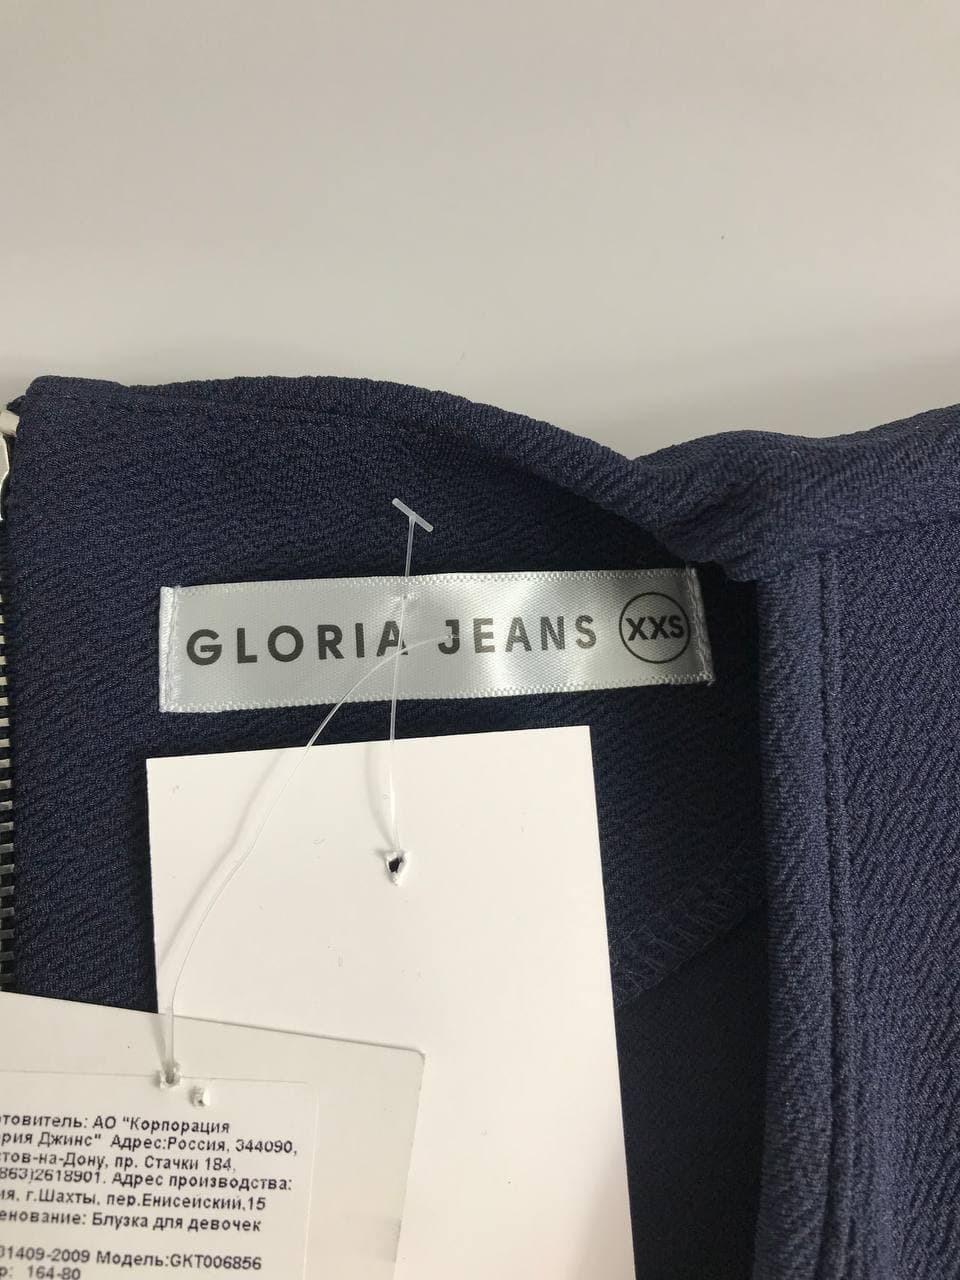 GLORIA JEANS XXS
отовитель: АО "Корпорация
рия Джинс" Адрес:Россия, 344090,
тов-на-Дону, пр. Стачки 184,
863)2618901. Адрес производства:
ия, г.Шахты, пер.Енисейский,15
енование: Блузка для девочек
01409-2009 Модель:GKT006856
р: 164-80